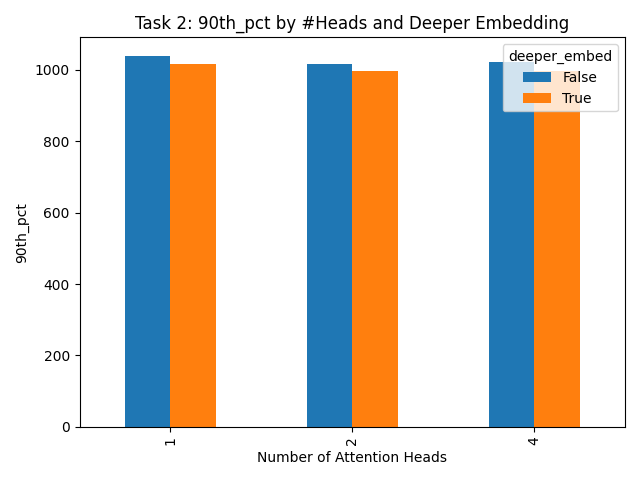 Task 2: 90th_pct by #Heads and Deeper Embedding
deeper_embed
False
True
1000
800
600
400
200
0
90th_pct
1
2
4
Number of Attention Heads